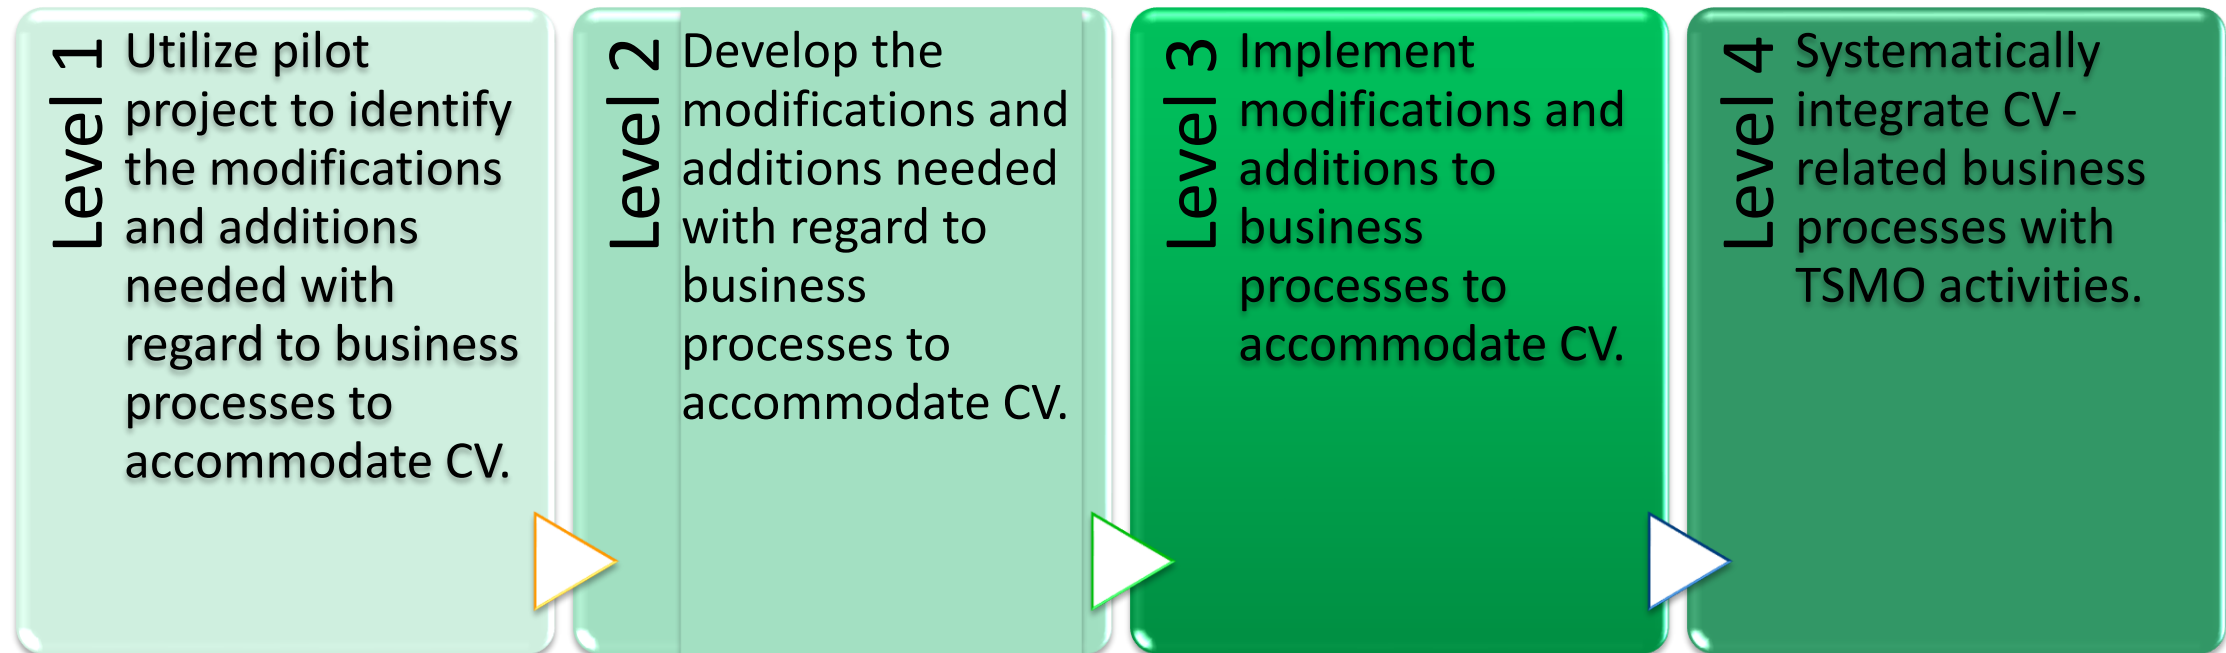 Level 1
Utilize pilot
project to identify
the modifications
and additions
needed with
regard to business
processes to
accommodate CV.
Level 2
Develop the
modifications and
additions needed
with regard to
business
processes to
accommodate CV.
Level 3
Implement
modifications and
additions to
business
processes to
accommodate CV.
Level 4
Systematically
integrate CV-
related business
processes with
TSMO activities.